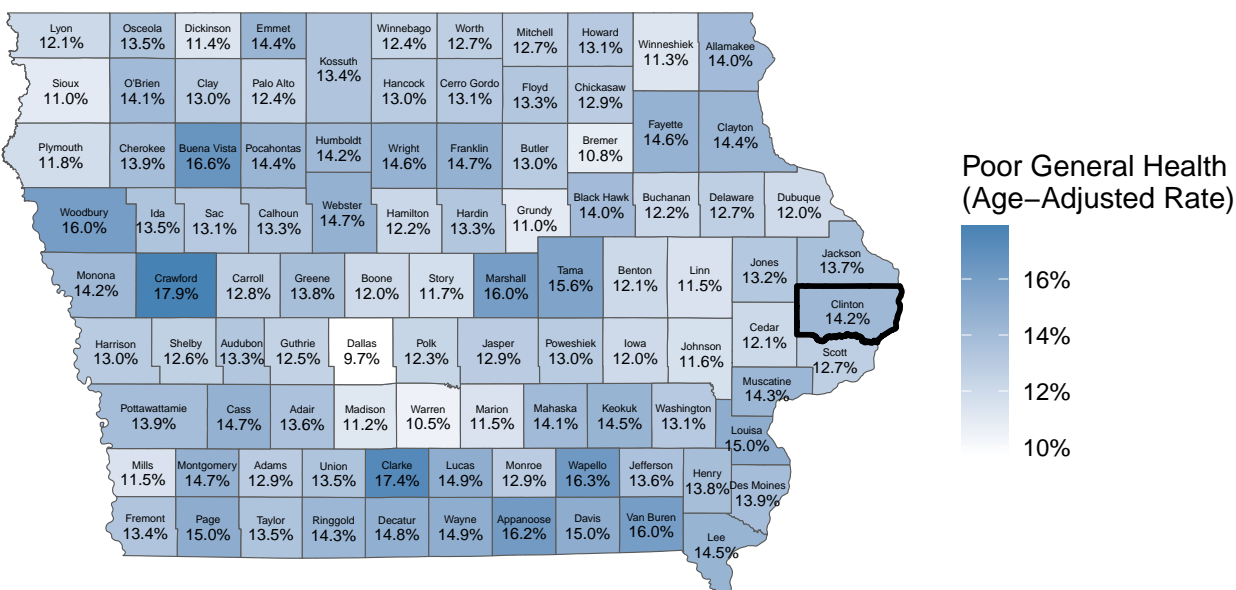 Lyon
12.1%
Osceola
13.5%
Dickinson
11.4%
Emmet
14.4%
Kossuth
13.4%
Winnebago
12.4%
Worth
12.7%
Mitchell
12.7%
Howard
13.1%
Winneshiek
11.3%
Allamakee
14.0%
Sioux
11.0%
O'Brien
14.1%
Clay
13.0%
Palo Alto
12.4%
Hancock
13.0%
Cerro Gordo
13.1%
Floyd
13.3%
Chickasaw
12.9%
Fayette
14.6%
Clayton
14.4%
Plymouth
11.8%
Cherokee
13.9%
Buena Vista
16.6%
Pocahontas
14.4%
Humboldt
14.2%
Wright
14.6%
Franklin
14.7%
Butler
13.0%
Bremer
10.8%
Woodbury
16.0%
Ida
13.5%
Sac
13.1%
Calhoun
13.3%
Webster
14.7%
Hamilton
12.2%
Hardin
13.3%
Grundy
11.0%
Black Hawk
14.0%
Buchanan
12.2%
Delaware
12.7%
Dubuque
12.0%
Monona
14.2%
Crawford
17.9%
Carroll
12.8%
Greene
13.8%
Boone
12.0%
Story
11.7%
Marshall
16.0%
Tama
15.6%
Benton
12.1%
Linn
11.5%
Jones
13.2%
Jackson
13.7%
Clinton
14.2%
Harrison
13.0%
Shelby
12.6%
Audubon
13.3%
Guthrie
12.5%
Dallas
9.7%
Polk
12.3%
Jasper
12.9%
Poweshiek
13.0%
Iowa
12.0%
Johnson
11.6%
Cedar
12.1%
Scott
12.7%
Muscatine
14.3%
Pottawattamie
13.9%
Cass
14.7%
Adair
13.6%
Madison
11.2%
Warren
10.5%
Marion
11.5%
Mahaska
14.1%
Keokuk
14.5%
Washington
13.1%
Louisa
15.0%
Mills
11.5%
Montgomery
14.7%
Adams
12.9%
Union
13.5%
Clarke
17.4%
Lucas
14.9%
Monroe
12.9%
Wapello
16.3%
Jefferson
13.6%
Henry
13.8%
Des Moines
13.9%
Fremont
13.4%
Page
15.0%
Taylor
13.5%
Ringgold
14.3%
Decatur
14.8%
Wayne
14.9%
Appanoose
16.2%
Davis
15.0%
Van Buren
16.0%
Lee
14.5%
Poor General Health
(Age−Adjusted Rate)
16%
14%
12%
10%